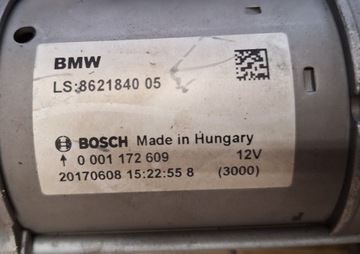 BMW
LS:8621840 05
BOSCH Made in Hungary
↑ 0 001 172 609 12V
20170608 15:22:55 8 (3000)